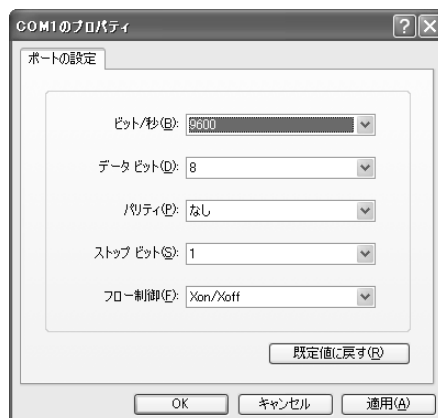 COM1のプロパティ
ポートの設定
ビット/秒(B): 9600
データ ビット(D): 8
パリティ(P): なし
ストップ ビット(S): 1
フロー制御(F): Xon/Xoff
既定値に戻す(R)
OK キャンセル 適用(A)